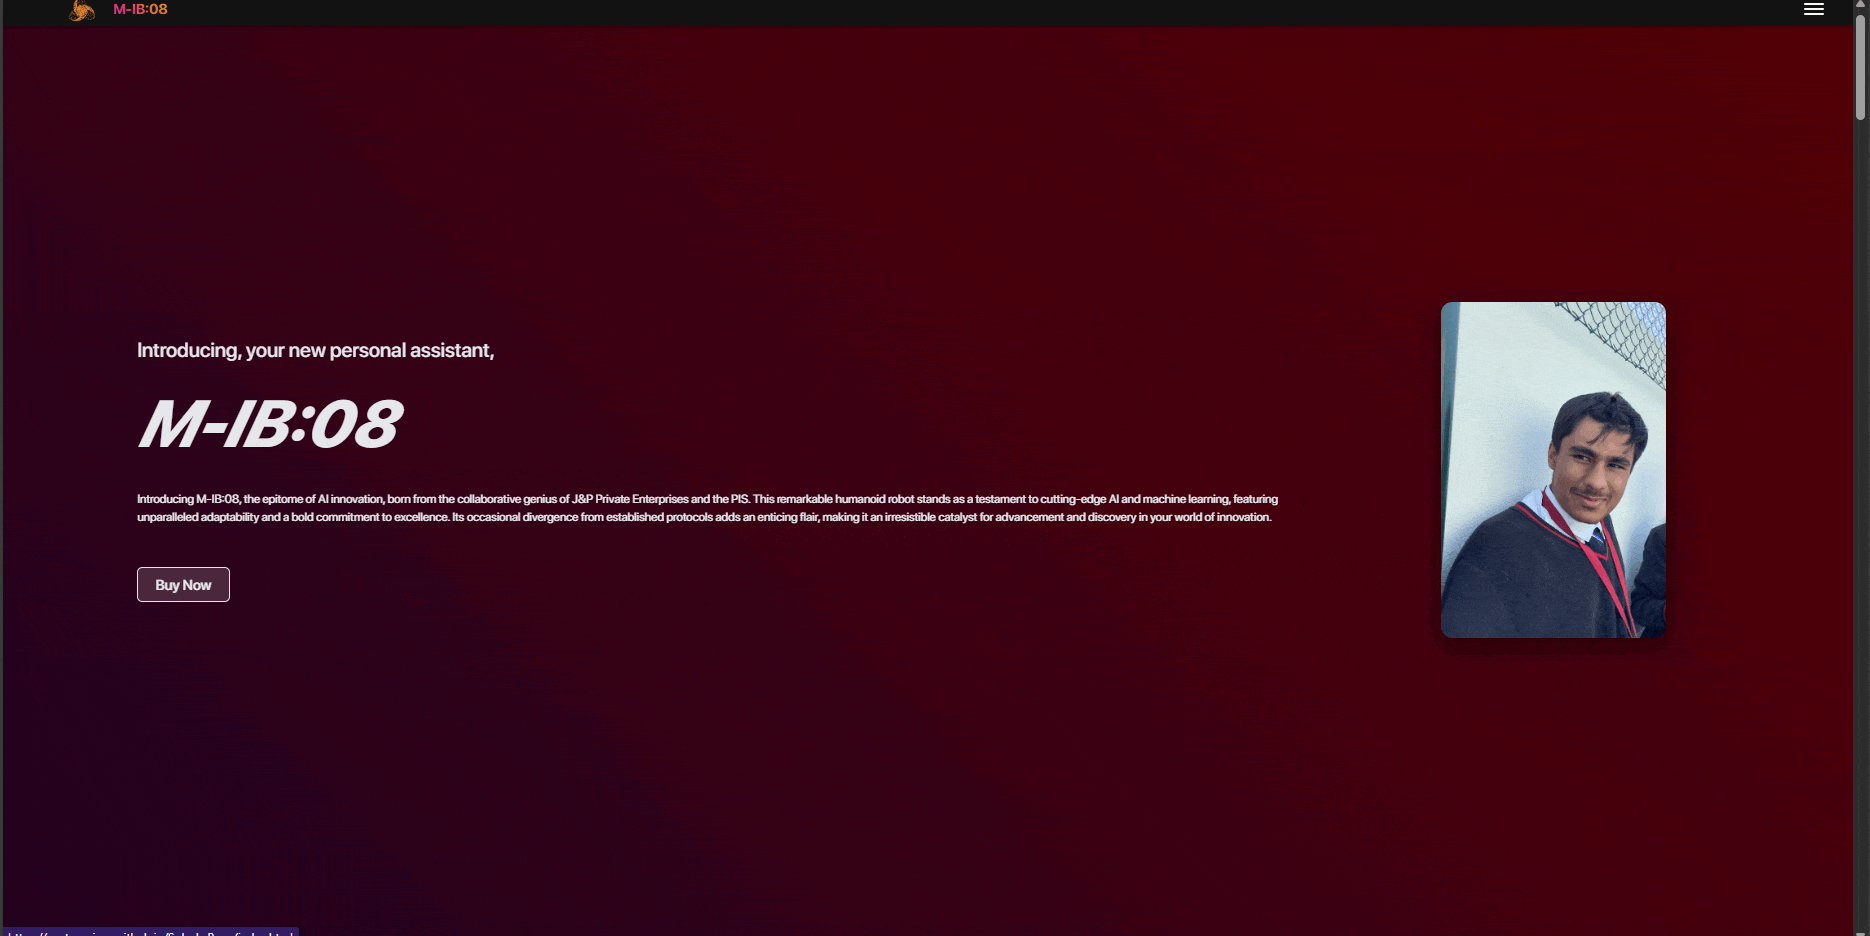 M-IB:08
Introducing, your new personal assistant,
M-IB:08
Introducing M-IB:08, the epitome of AI innovation, born from the collaborative genius of J&P Private Enterprises and the PIS. This remarkable humanoid robot stands as a testament to cutting-edge AI and machine learning, featuring
unparalleled adaptability and a bold commitment to excellence. Its occasional divergence from established protocols adds an enticing flair, making it an irresistible catalyst for advancement and discovery in your world of innovation.
Buy Now